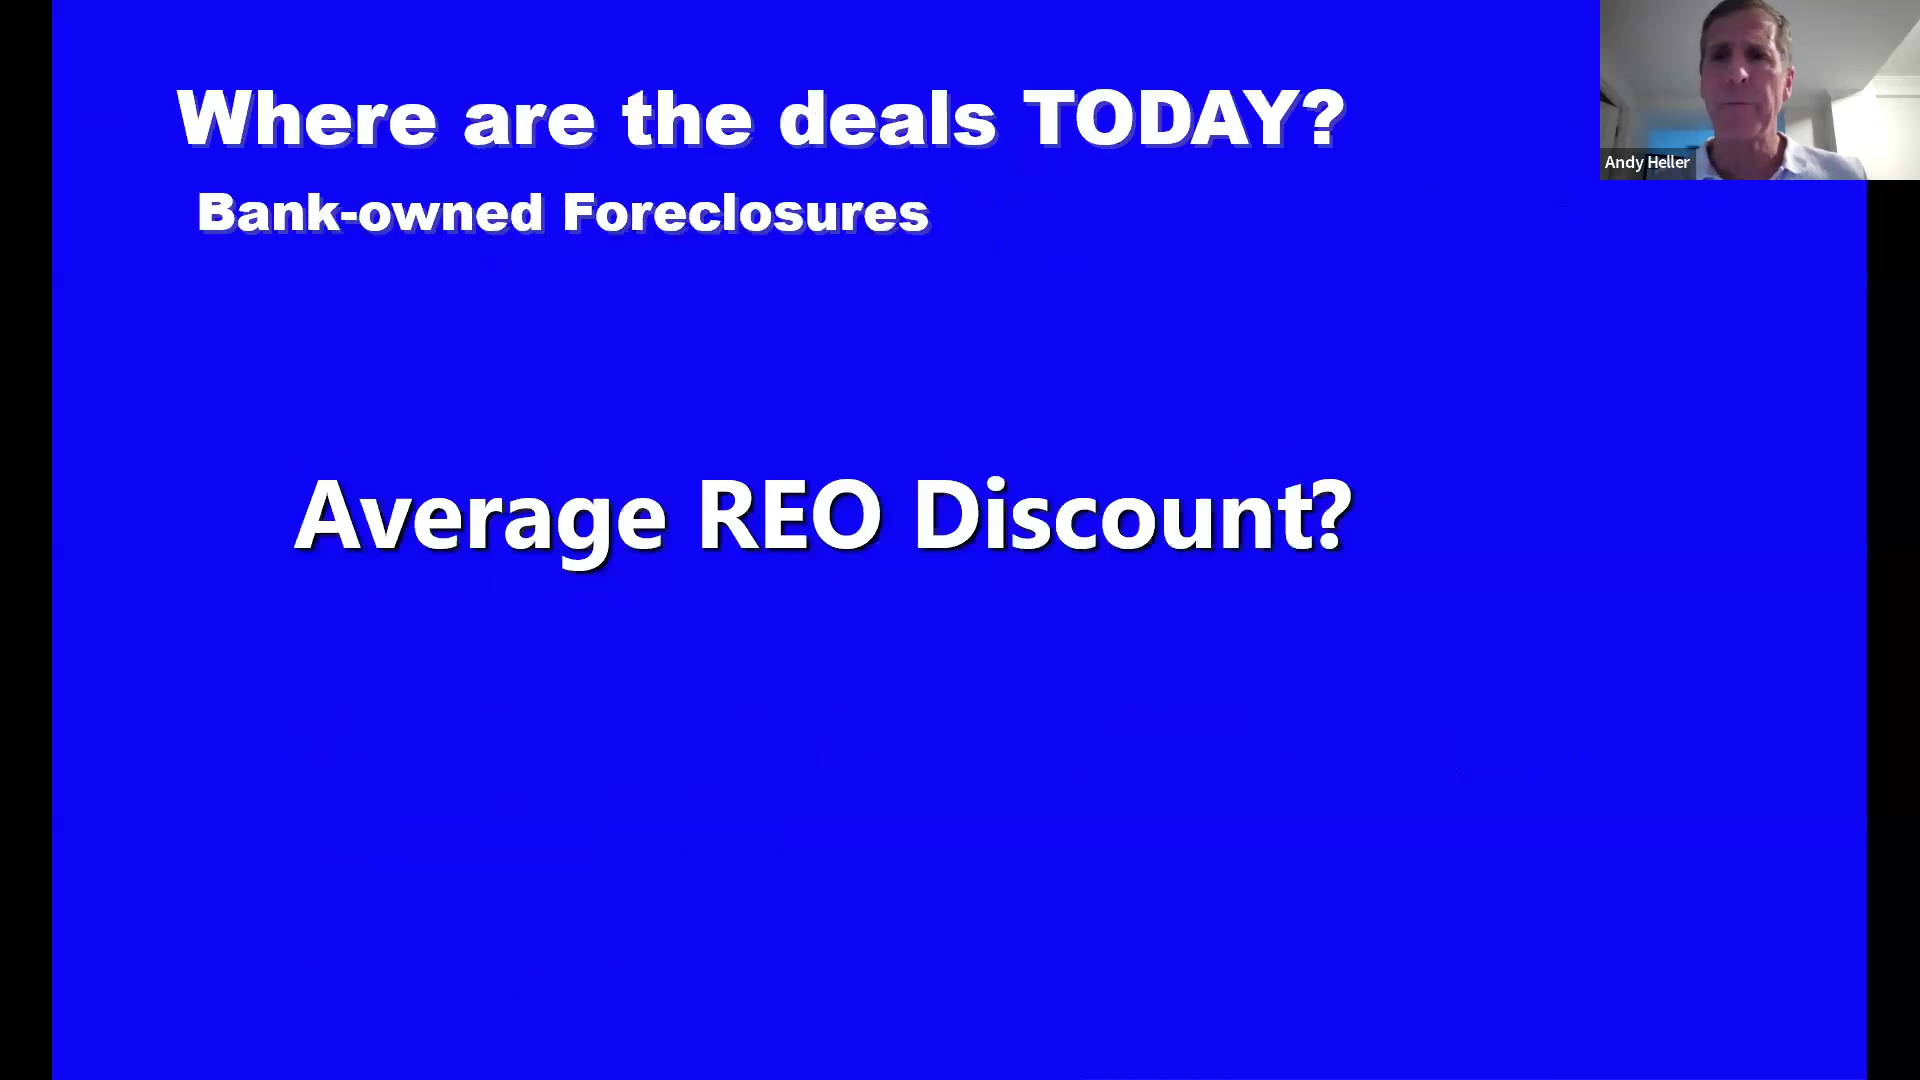 Where are the deals TODAY?
Bank-owned Foreclosures
Andy Heller
Average REO Discount?